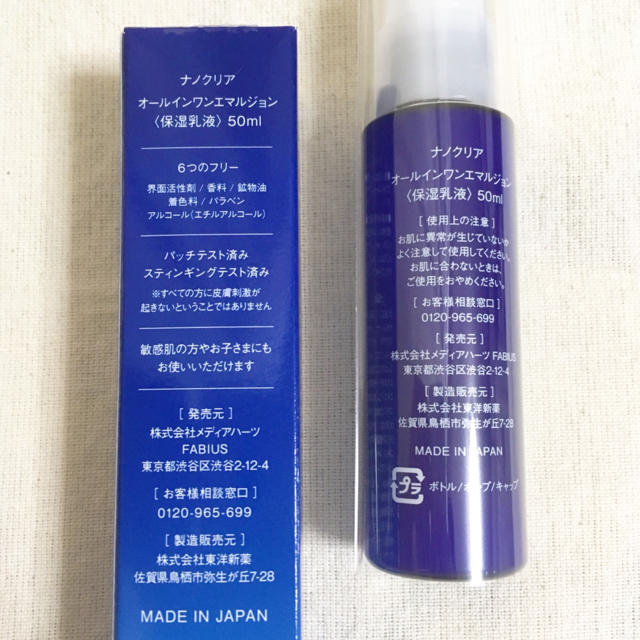 ナノクリア
オールインワンエマルジョン
〈保湿乳液〉50ml
6つのフリー
界面活性剤 / 香料 / 鉱物油
着色料 / パラベン
アルコール(エチルアルコール)
パッチテスト済み
スティンギングテスト済み
※すべての方に皮膚刺激が
起きないということではありません
敏感肌の方やお子さまにも
お使いいただけます
[ 発売元 ]
株式会社メディアハーツ
FABIUS
東京都渋谷区渋谷2-12-4
[ お客様相談窓口 ]
0120-965-699
[ 製造販売元 ]
株式会社東洋新薬
佐賀県鳥栖市弥生が丘7-28
MADE IN JAPAN
ナノクリア
オールインワンエマルジョン
〈保湿乳液〉50ml
[ 使用上の注意 ]
お肌に異常が生じていないか
よく注意して使用してください。
お肌に合わないときは、
ご使用をおやめください。
[ お客様相談窓口 ]
0120-965-699
[ 発売元 ]
株式会社メディアハーツ FABIUS
東京都渋谷区渋谷2-12-4
[ 製造販売元 ]
株式会社東洋新薬
佐賀県鳥栖市弥生が丘7-28
MADE IN JAPAN
プラ ボトル/ポンプ/キャップ